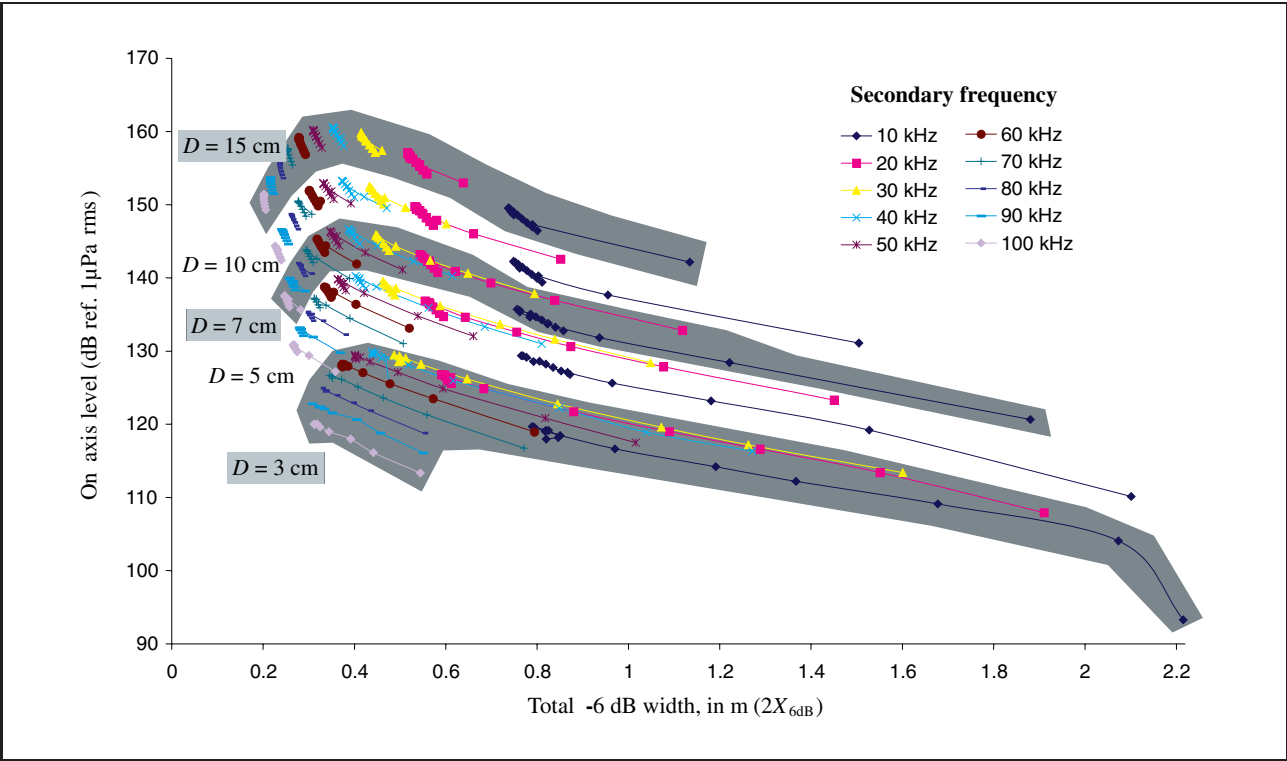 170
160
150
140
130
120
110
100
90
On axis level (dB ref. 1µPa rms)
D = 15 cm
D = 10 cm
D = 7 cm
D = 5 cm
D = 3 cm
Secondary frequency
10 kHz
20 kHz
30 kHz
40 kHz
50 kHz
60 kHz
70 kHz
80 kHz
90 kHz
100 kHz
0 0.2 0.4 0.6 0.8 1 1.2 1.4 1.6 1.8 2 2.2
Total -6 dB width, in m (2X6dB)